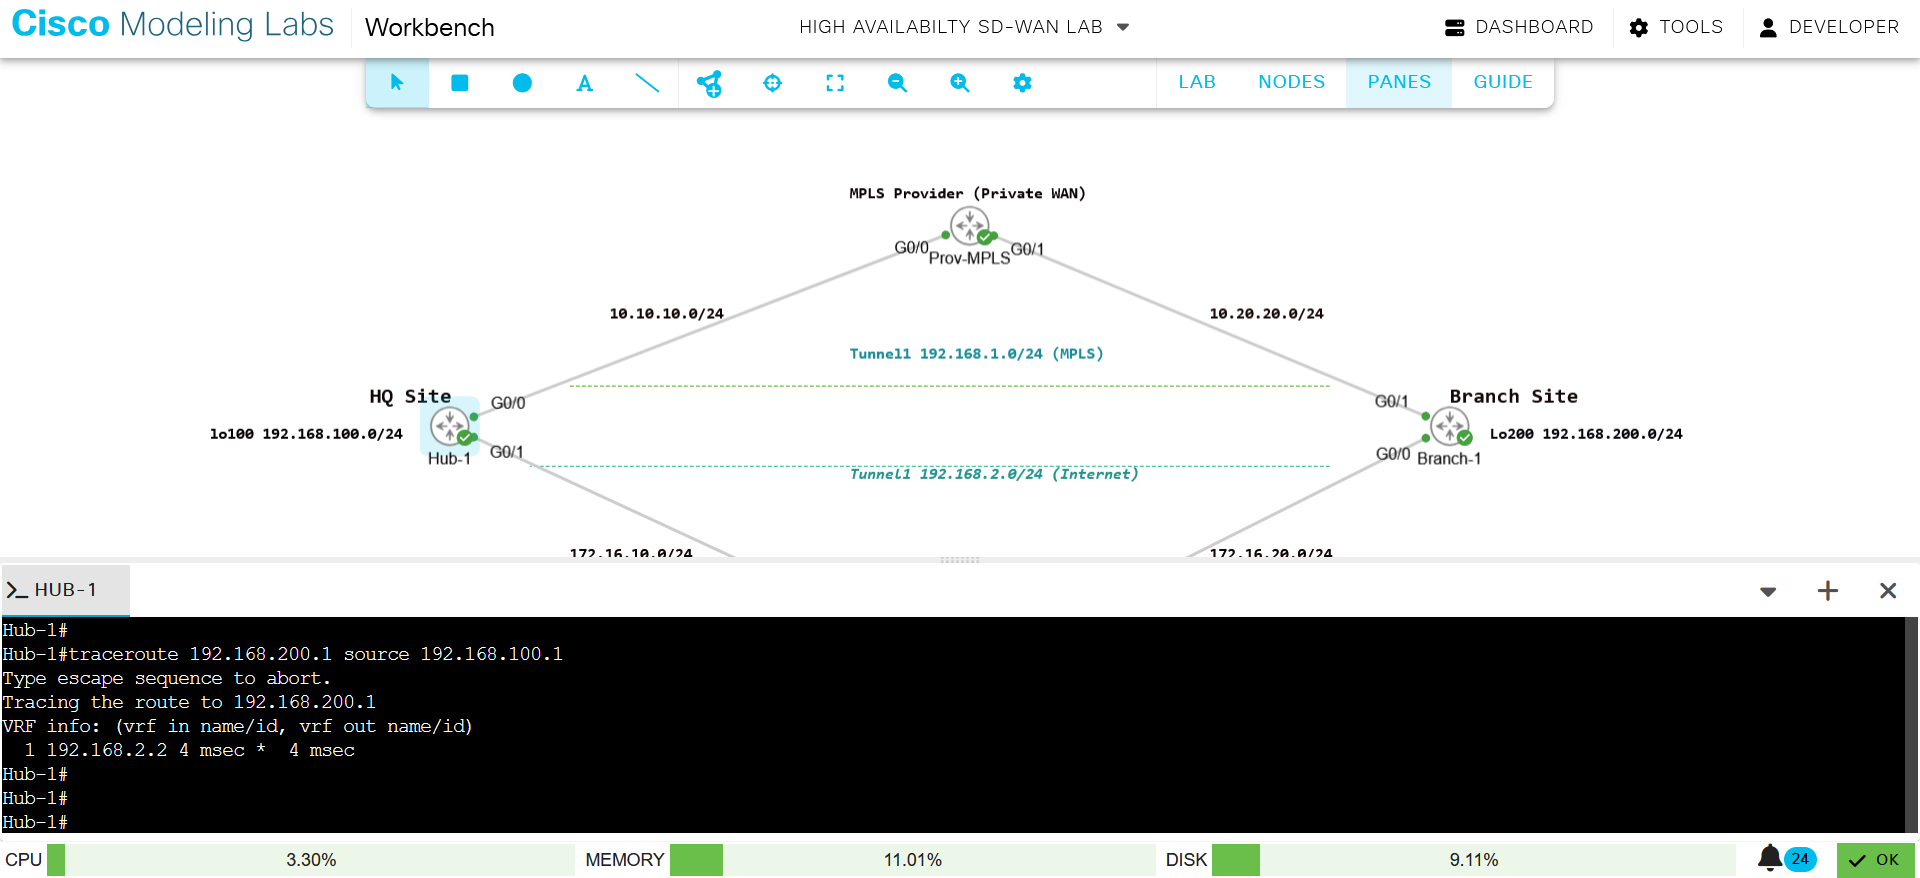 Cisco Modeling Labs Workbench HIGH AVAILABILTY SD-WAN LAB DASHBOARD TOOLS DEVELOPER
A LAB NODES PANES GUIDE
MPLS Provider (Private WAN)
G0/0 G0/1
Prov-MPLS
10.10.10.0/24 10.20.20.0/24
Tunnel1 192.168.1.0/24 (MPLS)
HQ Site G0/0 G0/1 Branch Site
lo100 192.168.100.0/24 Lo200 192.168.200.0/24
Hub-1 G0/1 G0/0 Branch-1
Tunnel1 192.168.2.0/24 (Internet)
172.16.10.0/24 172.16.20.0/24
HUB-1
Hub-1#
Hub-1#traceroute 192.168.200.1 source 192.168.100.1
Type escape sequence to abort.
Tracing the route to 192.168.200.1
VRF info: (vrf in name/id, vrf out name/id)
1 192.168.2.2 4 msec * 4 msec
Hub-1#
Hub-1#
Hub-1#
CPU 3.30% MEMORY 11.01% DISK 9.11% 24 OK